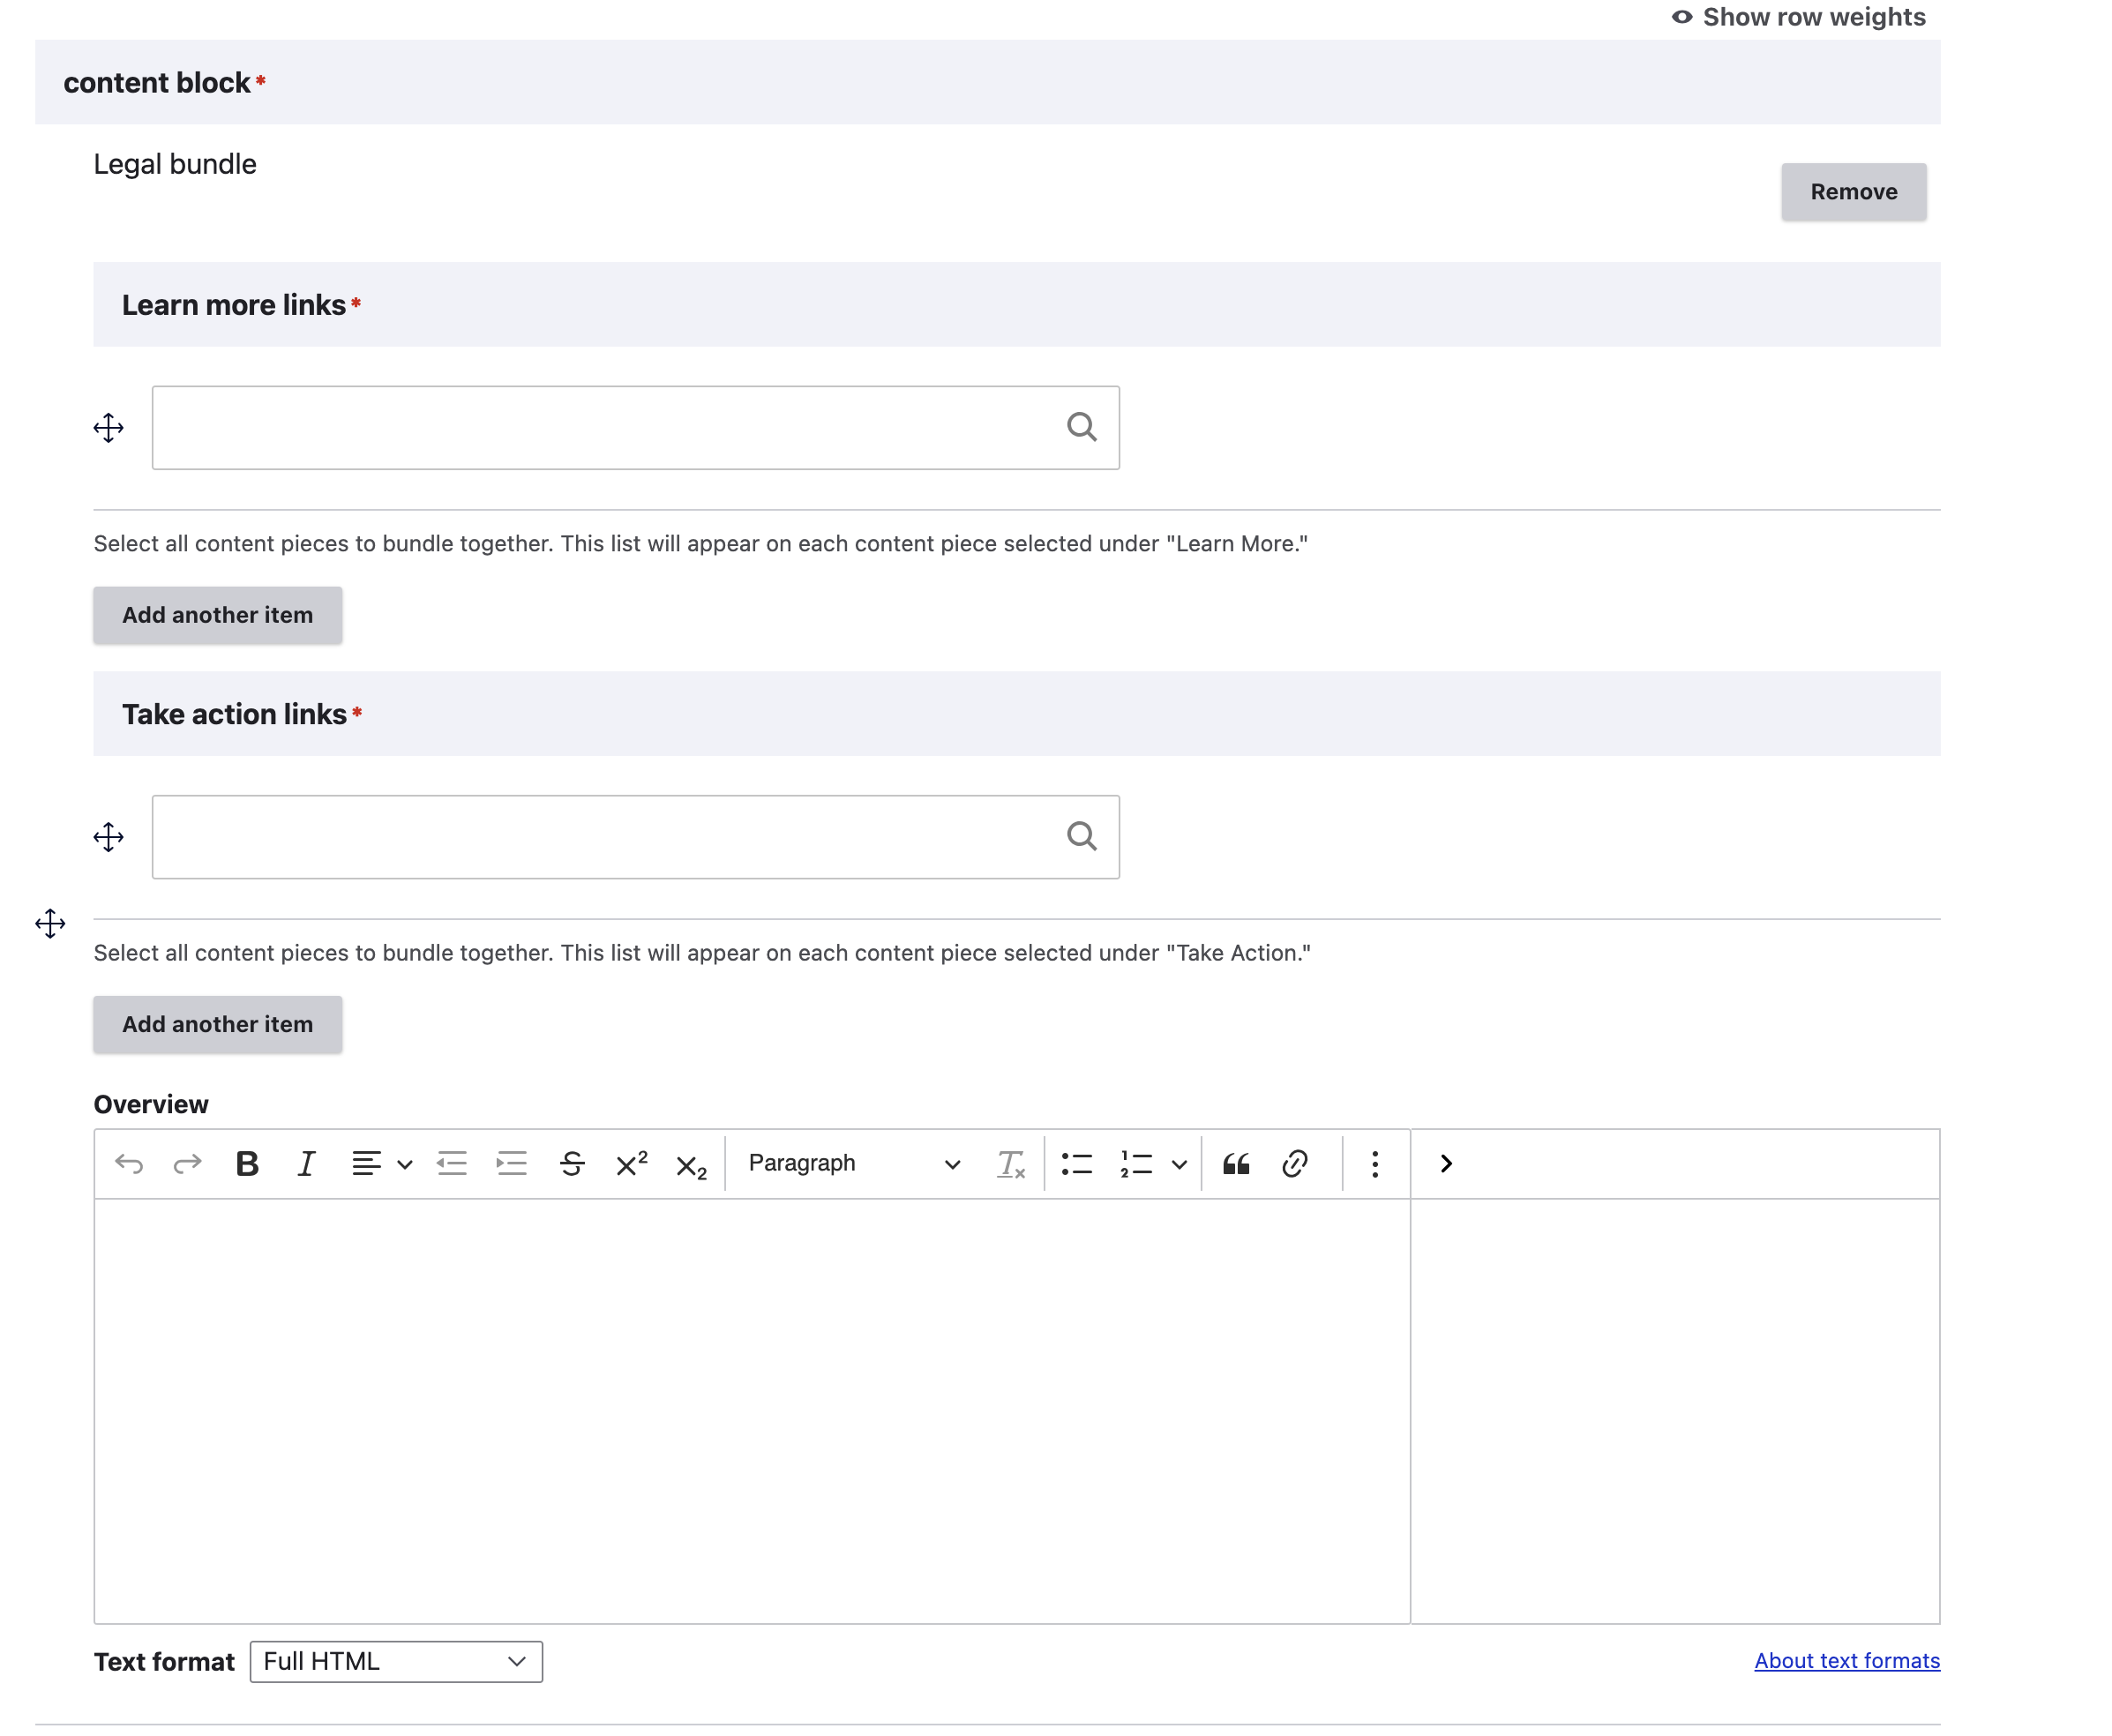 Show row weights
content block*
Legal bundle
Remove
Learn more links*
Select all content pieces to bundle together. This list will appear on each content piece selected under "Learn More."
Add another item
Take action links*
Select all content pieces to bundle together. This list will appear on each content piece selected under "Take Action."
Add another item
Overview
Paragraph
Text format Full HTML
About text formats